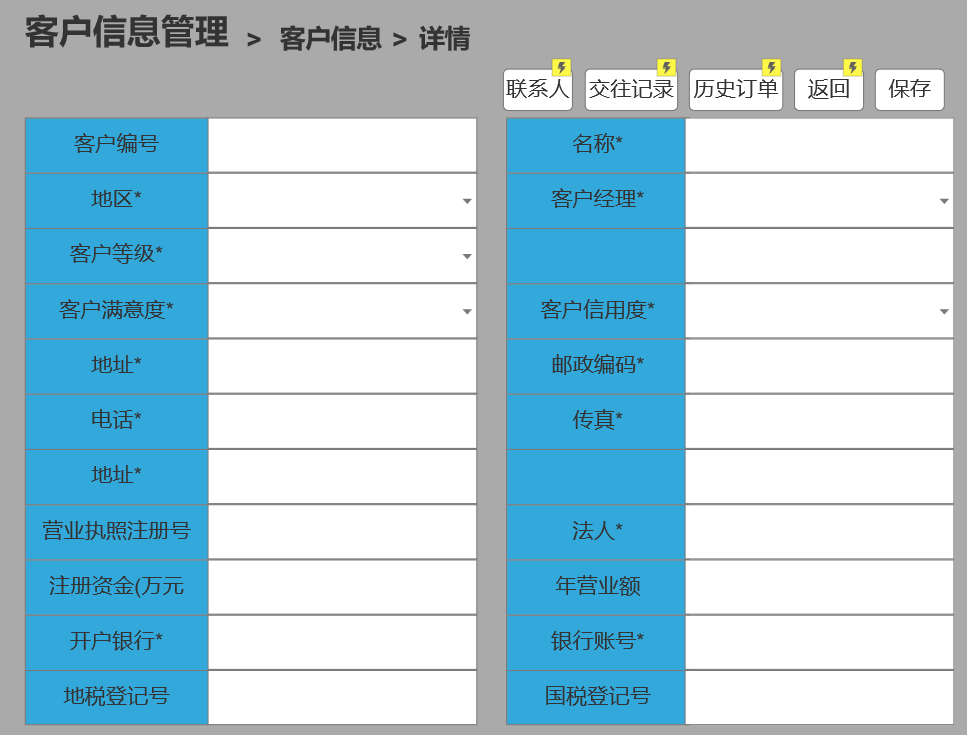 客户信息管理 > 客户信息 > 详情
联系人 交往记录 历史订单 返回 保存
客户编号 名称*
地区* 客户经理*
客户等级*
客户满意度* 客户信用度*
地址* 邮政编码*
电话* 传真*
地址*
营业执照注册号 法人*
注册资金(万元 年营业额
开户银行* 银行账号*
地税登记号 国税登记号